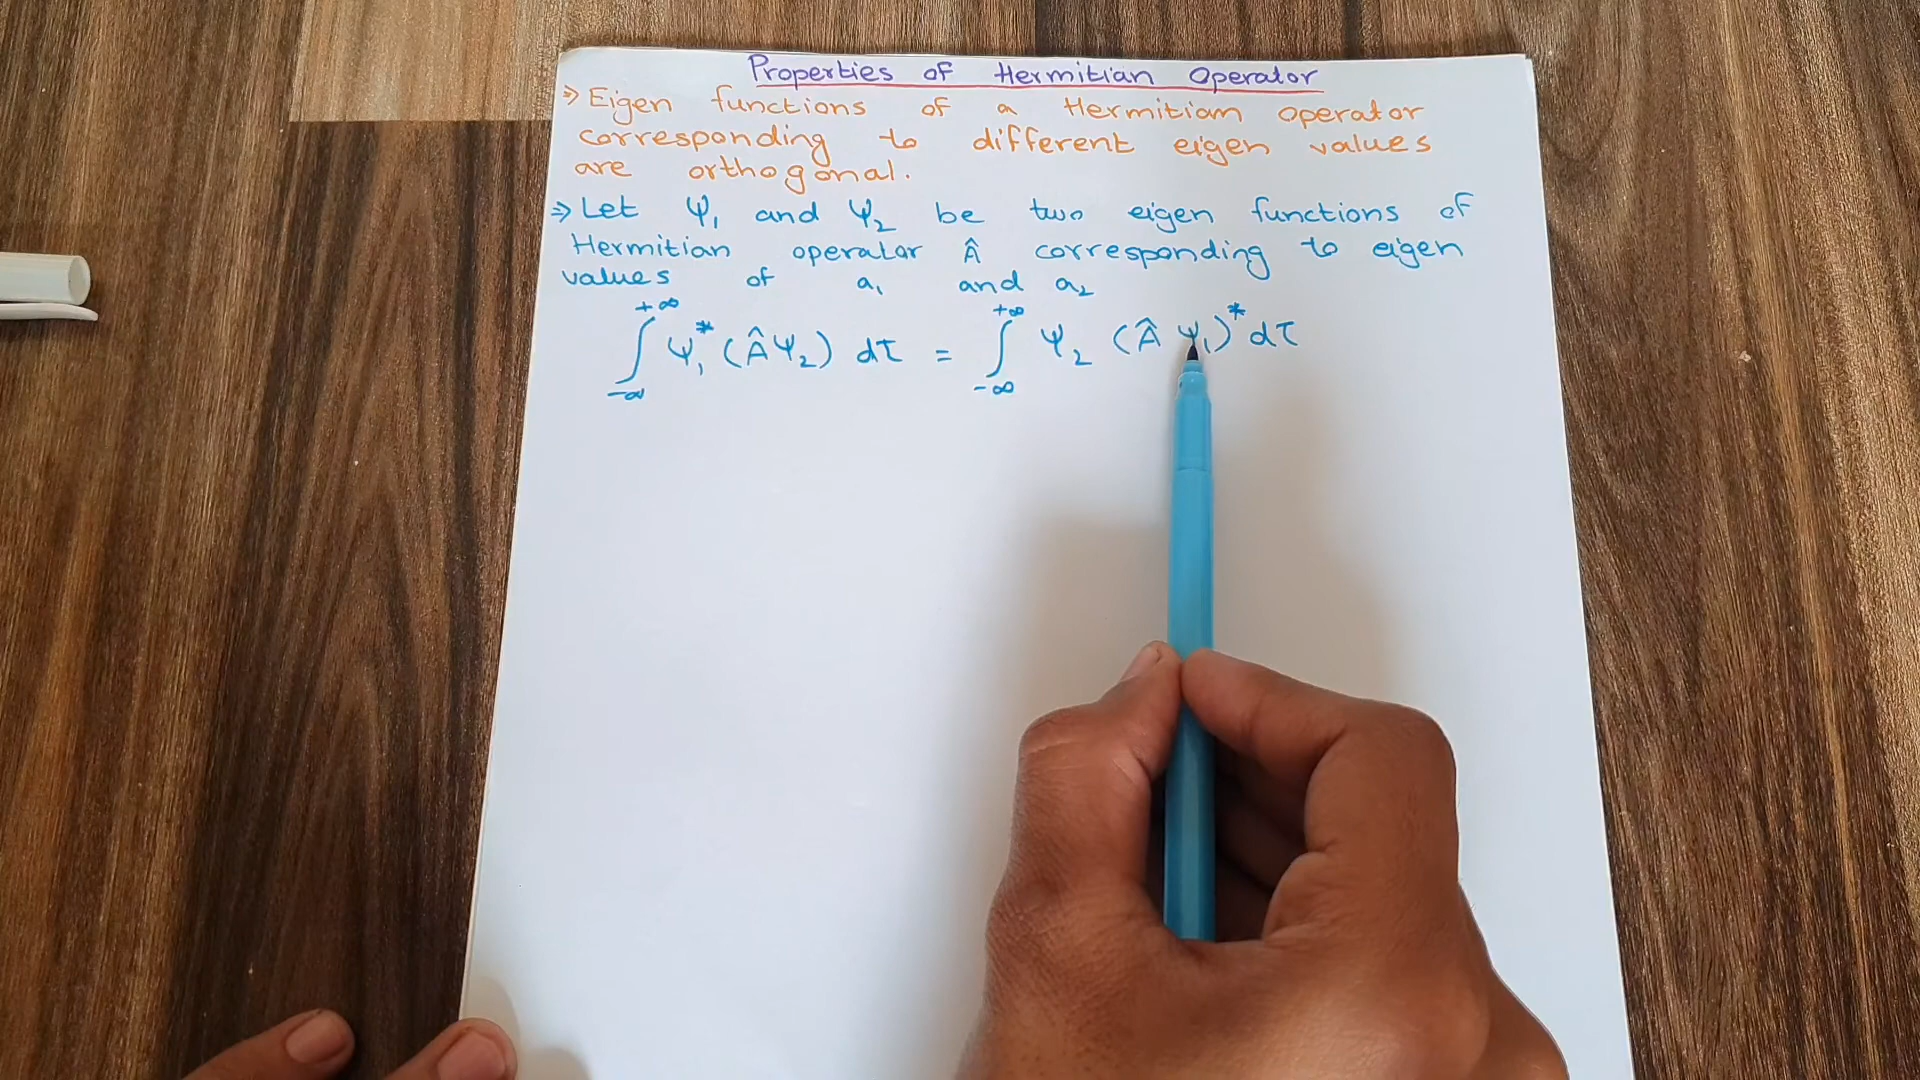 Properties of Hermitian Operator
⇒ Eigen functions of a Hermitian operator
corresponding to different eigen values
are orthogonal.
⇒ Let Ψ₁ and Ψ₂ be two eigen functions of
Hermitian operator Â corresponding to eigen
values of a₁ and a₂
∫_{-∞}^{+∞} Ψ₁* (ÂΨ₂) dτ = ∫_{-∞}^{+∞} Ψ₂ (Â Ψ₁)* dτ